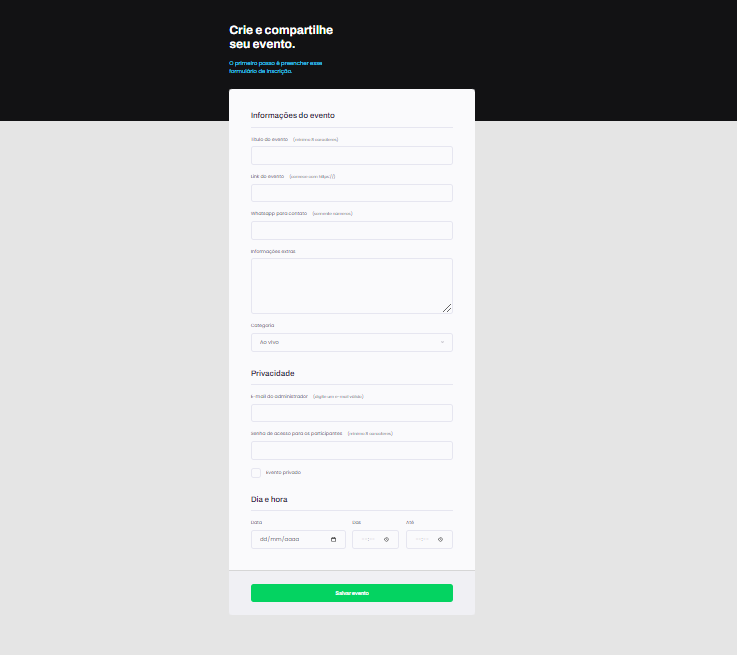 Crie e compartilhe
seu evento.
O primeiro passo é preencher esse
formulário de inscrição.
Informações do evento
Título do evento (mínimo 8 caracteres)
Link do evento (comece com https://)
Whatsapp para contato (somente números)
Informações extras
Categoria
Ao vivo
Privacidade
E-mail do administrador (digite um e-mail válido)
Senha de acesso para os participantes (mínimo 8 caracteres)
Evento privado
Dia e hora
Data Das Até
dd/mm/aaaa --:-- --:--
Salvar evento